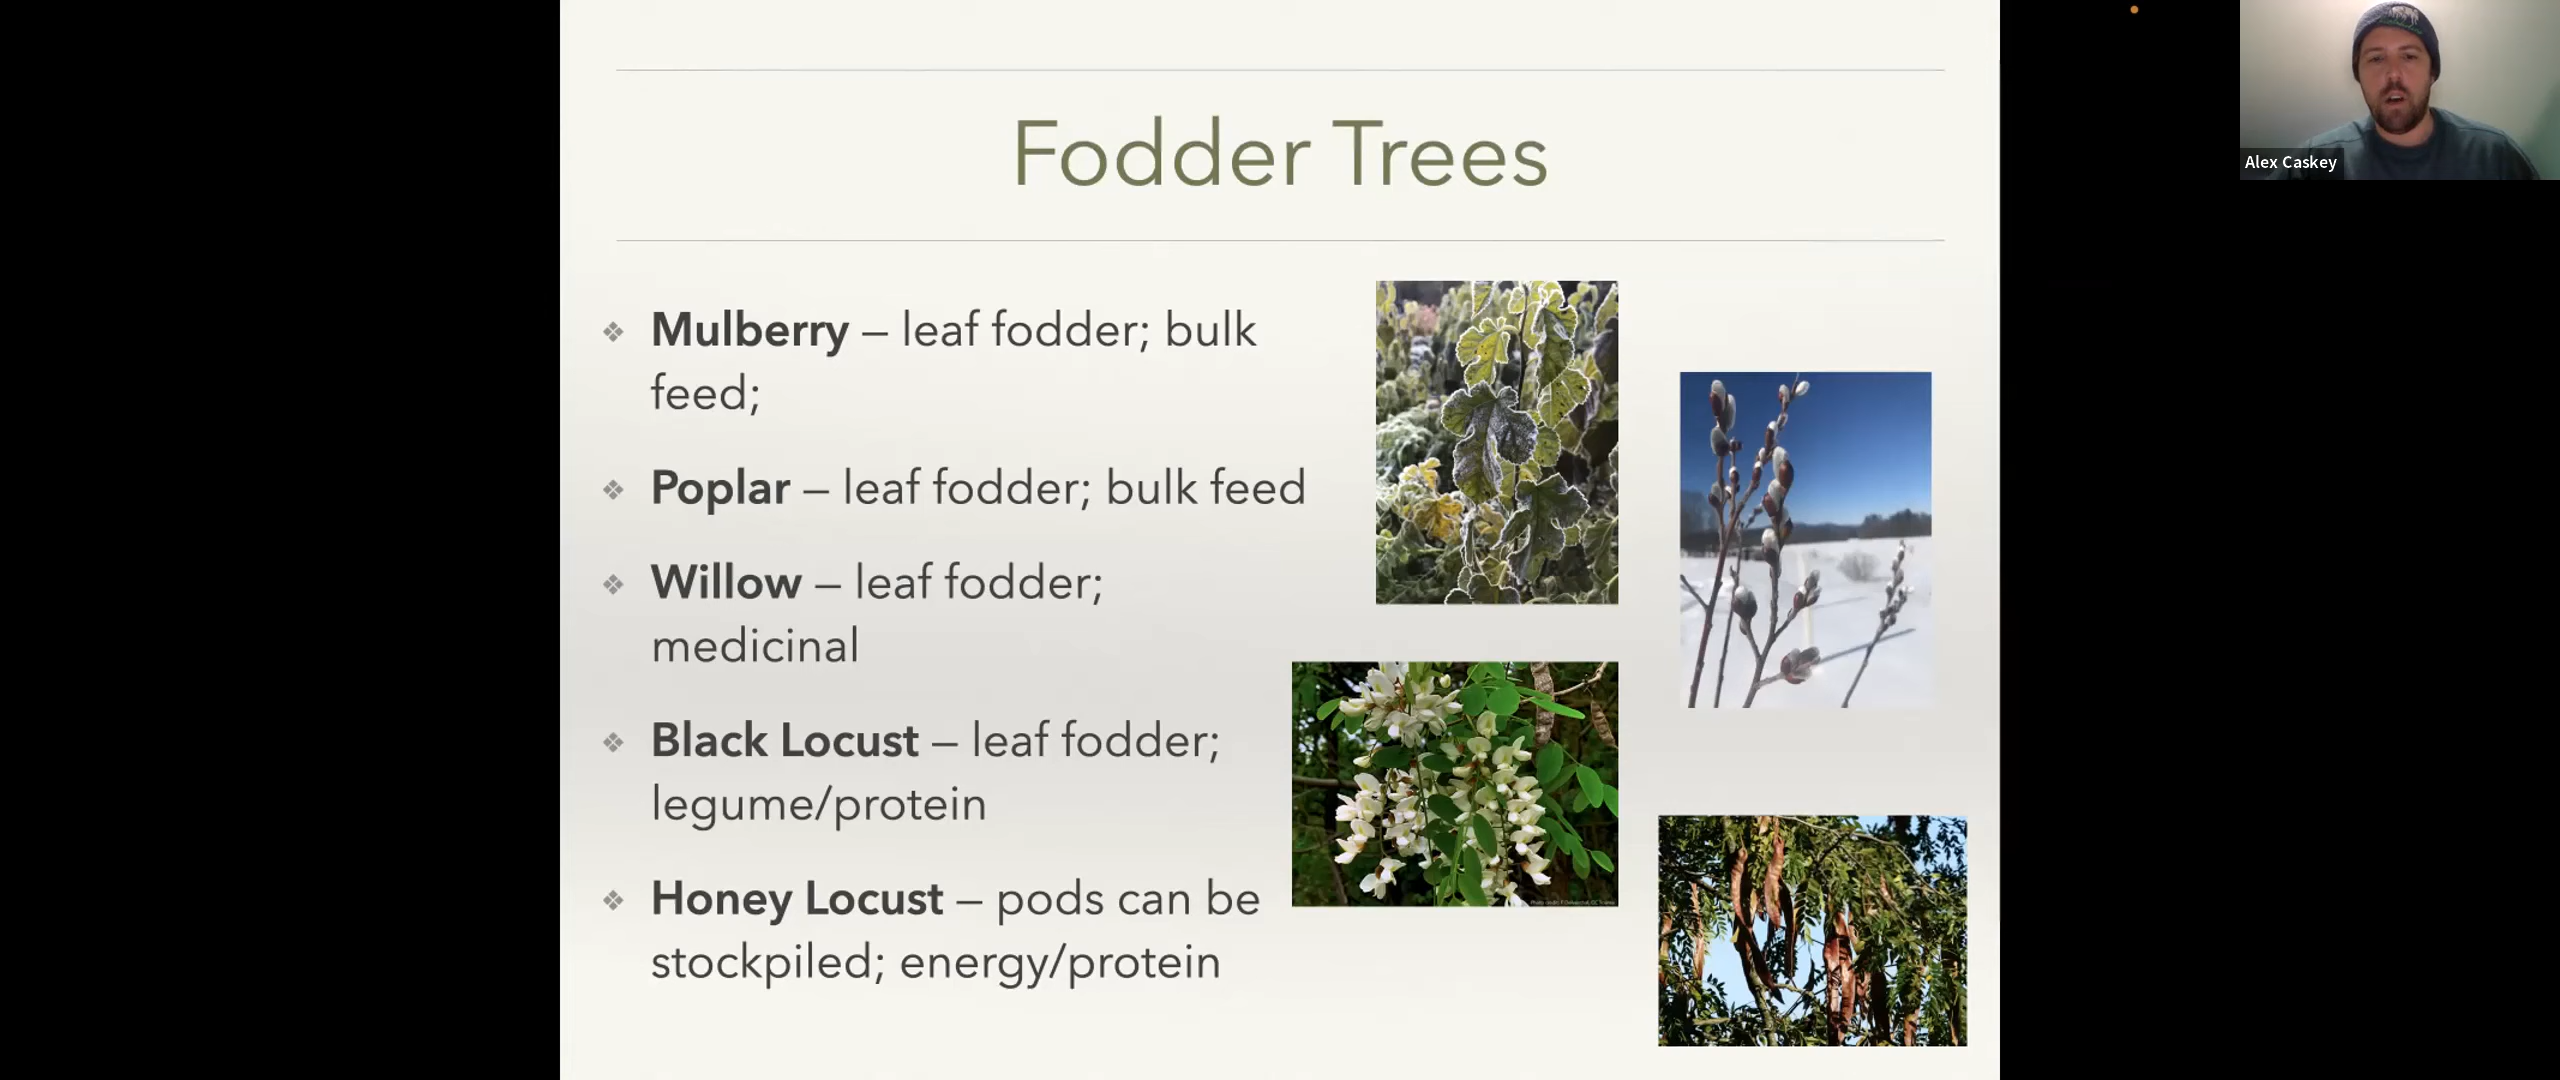 Fodder Trees
Mulberry – leaf fodder; bulk
feed;
Poplar – leaf fodder; bulk feed
Willow – leaf fodder;
medicinal
Black Locust – leaf fodder;
legume/protein
Honey Locust – pods can be
stockpiled; energy/protein
Alex Caskey